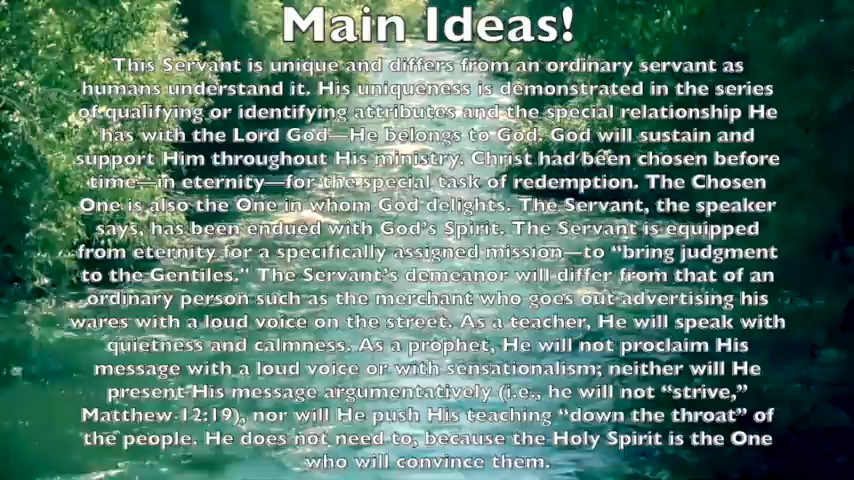 Main Ideas!
This Servant is unique and differs from an ordinary servant as
humans understand it. His uniqueness is demonstrated in the series
of qualifying or identifying attributes and the special relationship He
has with the Lord God—He belongs to God. God will sustain and
support Him throughout His ministry. Christ had been chosen before
time—in eternity—for the special task of redemption. The Chosen
One is also the One in whom God delights. The Servant, the speaker
says, has been endued with God's Spirit. The Servant is equipped
from eternity for a specifically assigned mission—to "bring judgment
to the Gentiles." The Servant's demeanor will differ from that of an
ordinary person such as the merchant who goes out advertising his
wares with a loud voice on the street. As a teacher, He will speak with
quietness and calmness. As a prophet, He will not proclaim His
message with a loud voice or with sensationalism; neither will He
present His message argumentatively (i.e., he will not "strive,"
Matthew 12:19), nor will He push His teaching "down the throat" of
the people. He does not need to, because the Holy Spirit is the One
who will convince them.